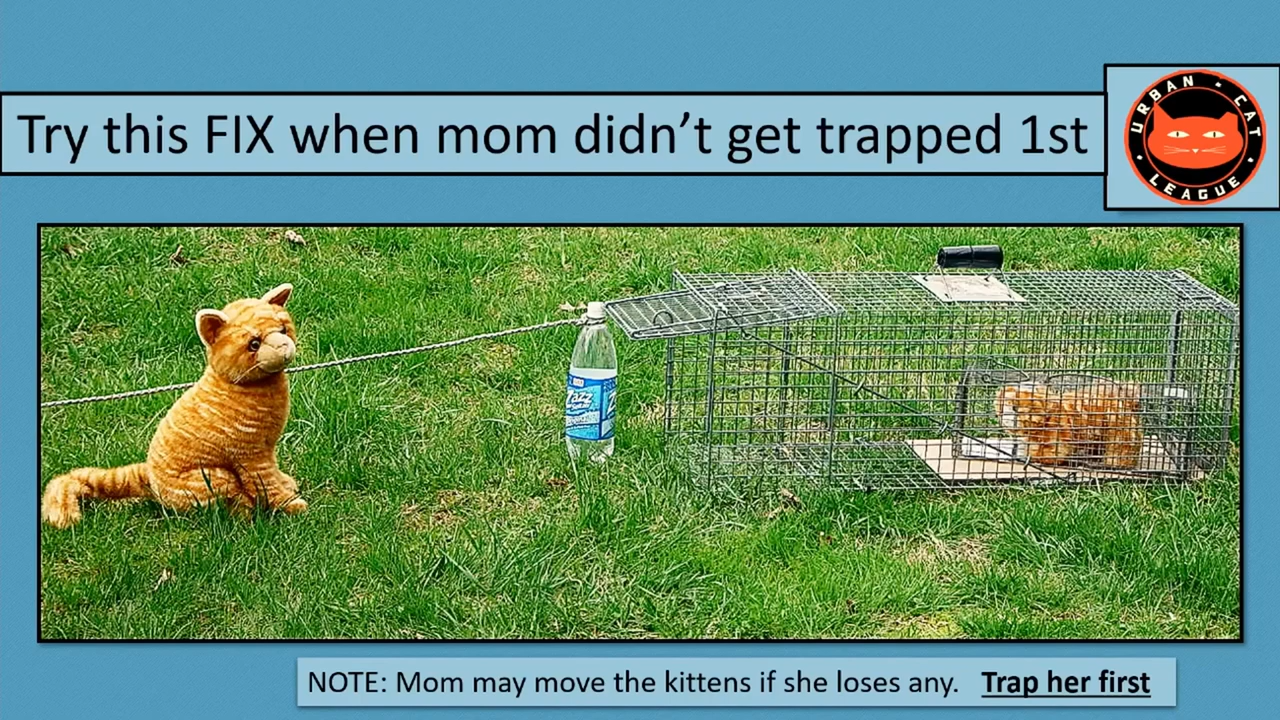 Try this FIX when mom didn't get trapped 1st
URBAN • CAT • LEAGUE •
Zazz
NOTE: Mom may move the kittens if she loses any. Trap her first